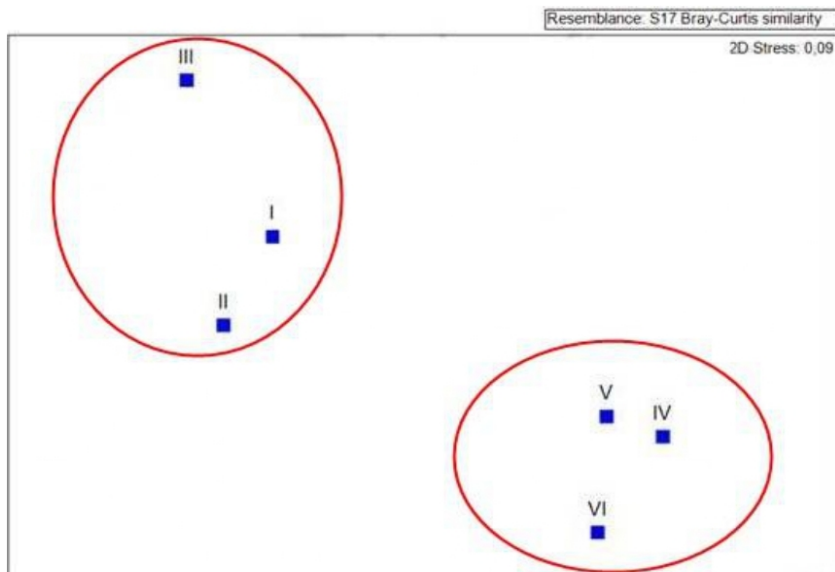 Resemblance: S17 Bray-Curtis similarity
2D Stress: 0,09
III
I
II
V
IV
VI